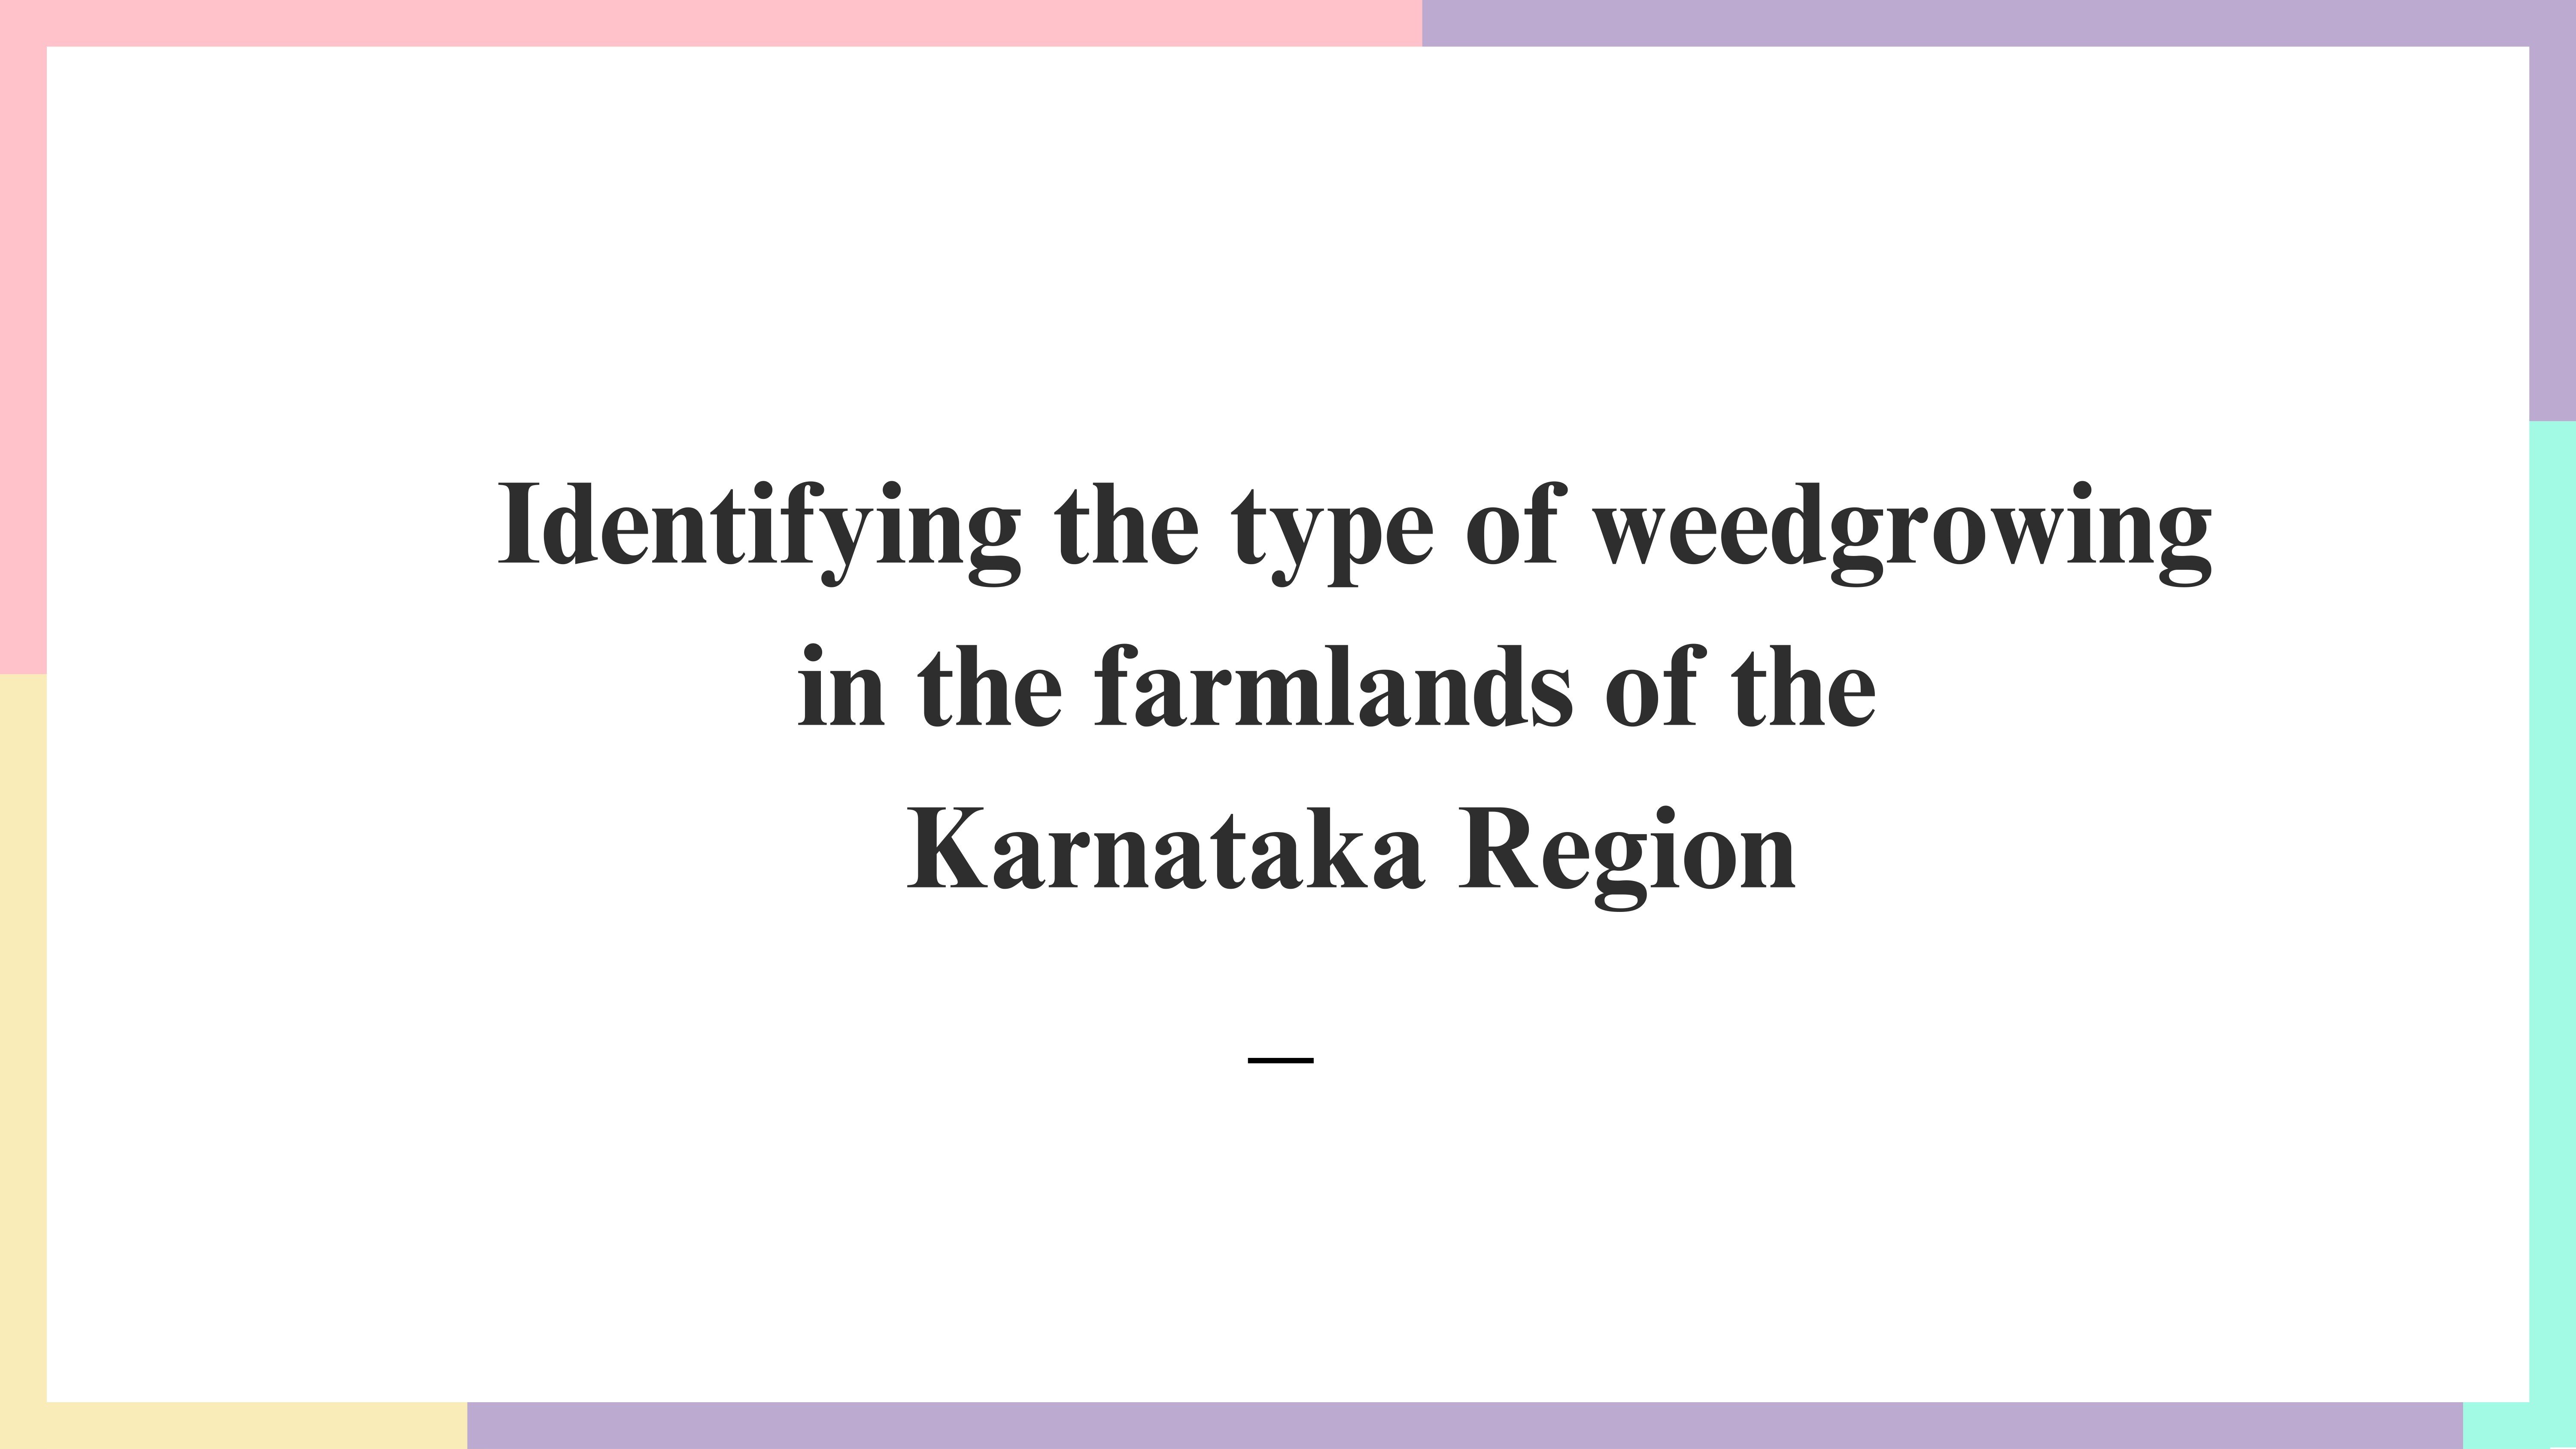 Identifying the type of weedgrowing
in the farmlands of the
Karnataka Region